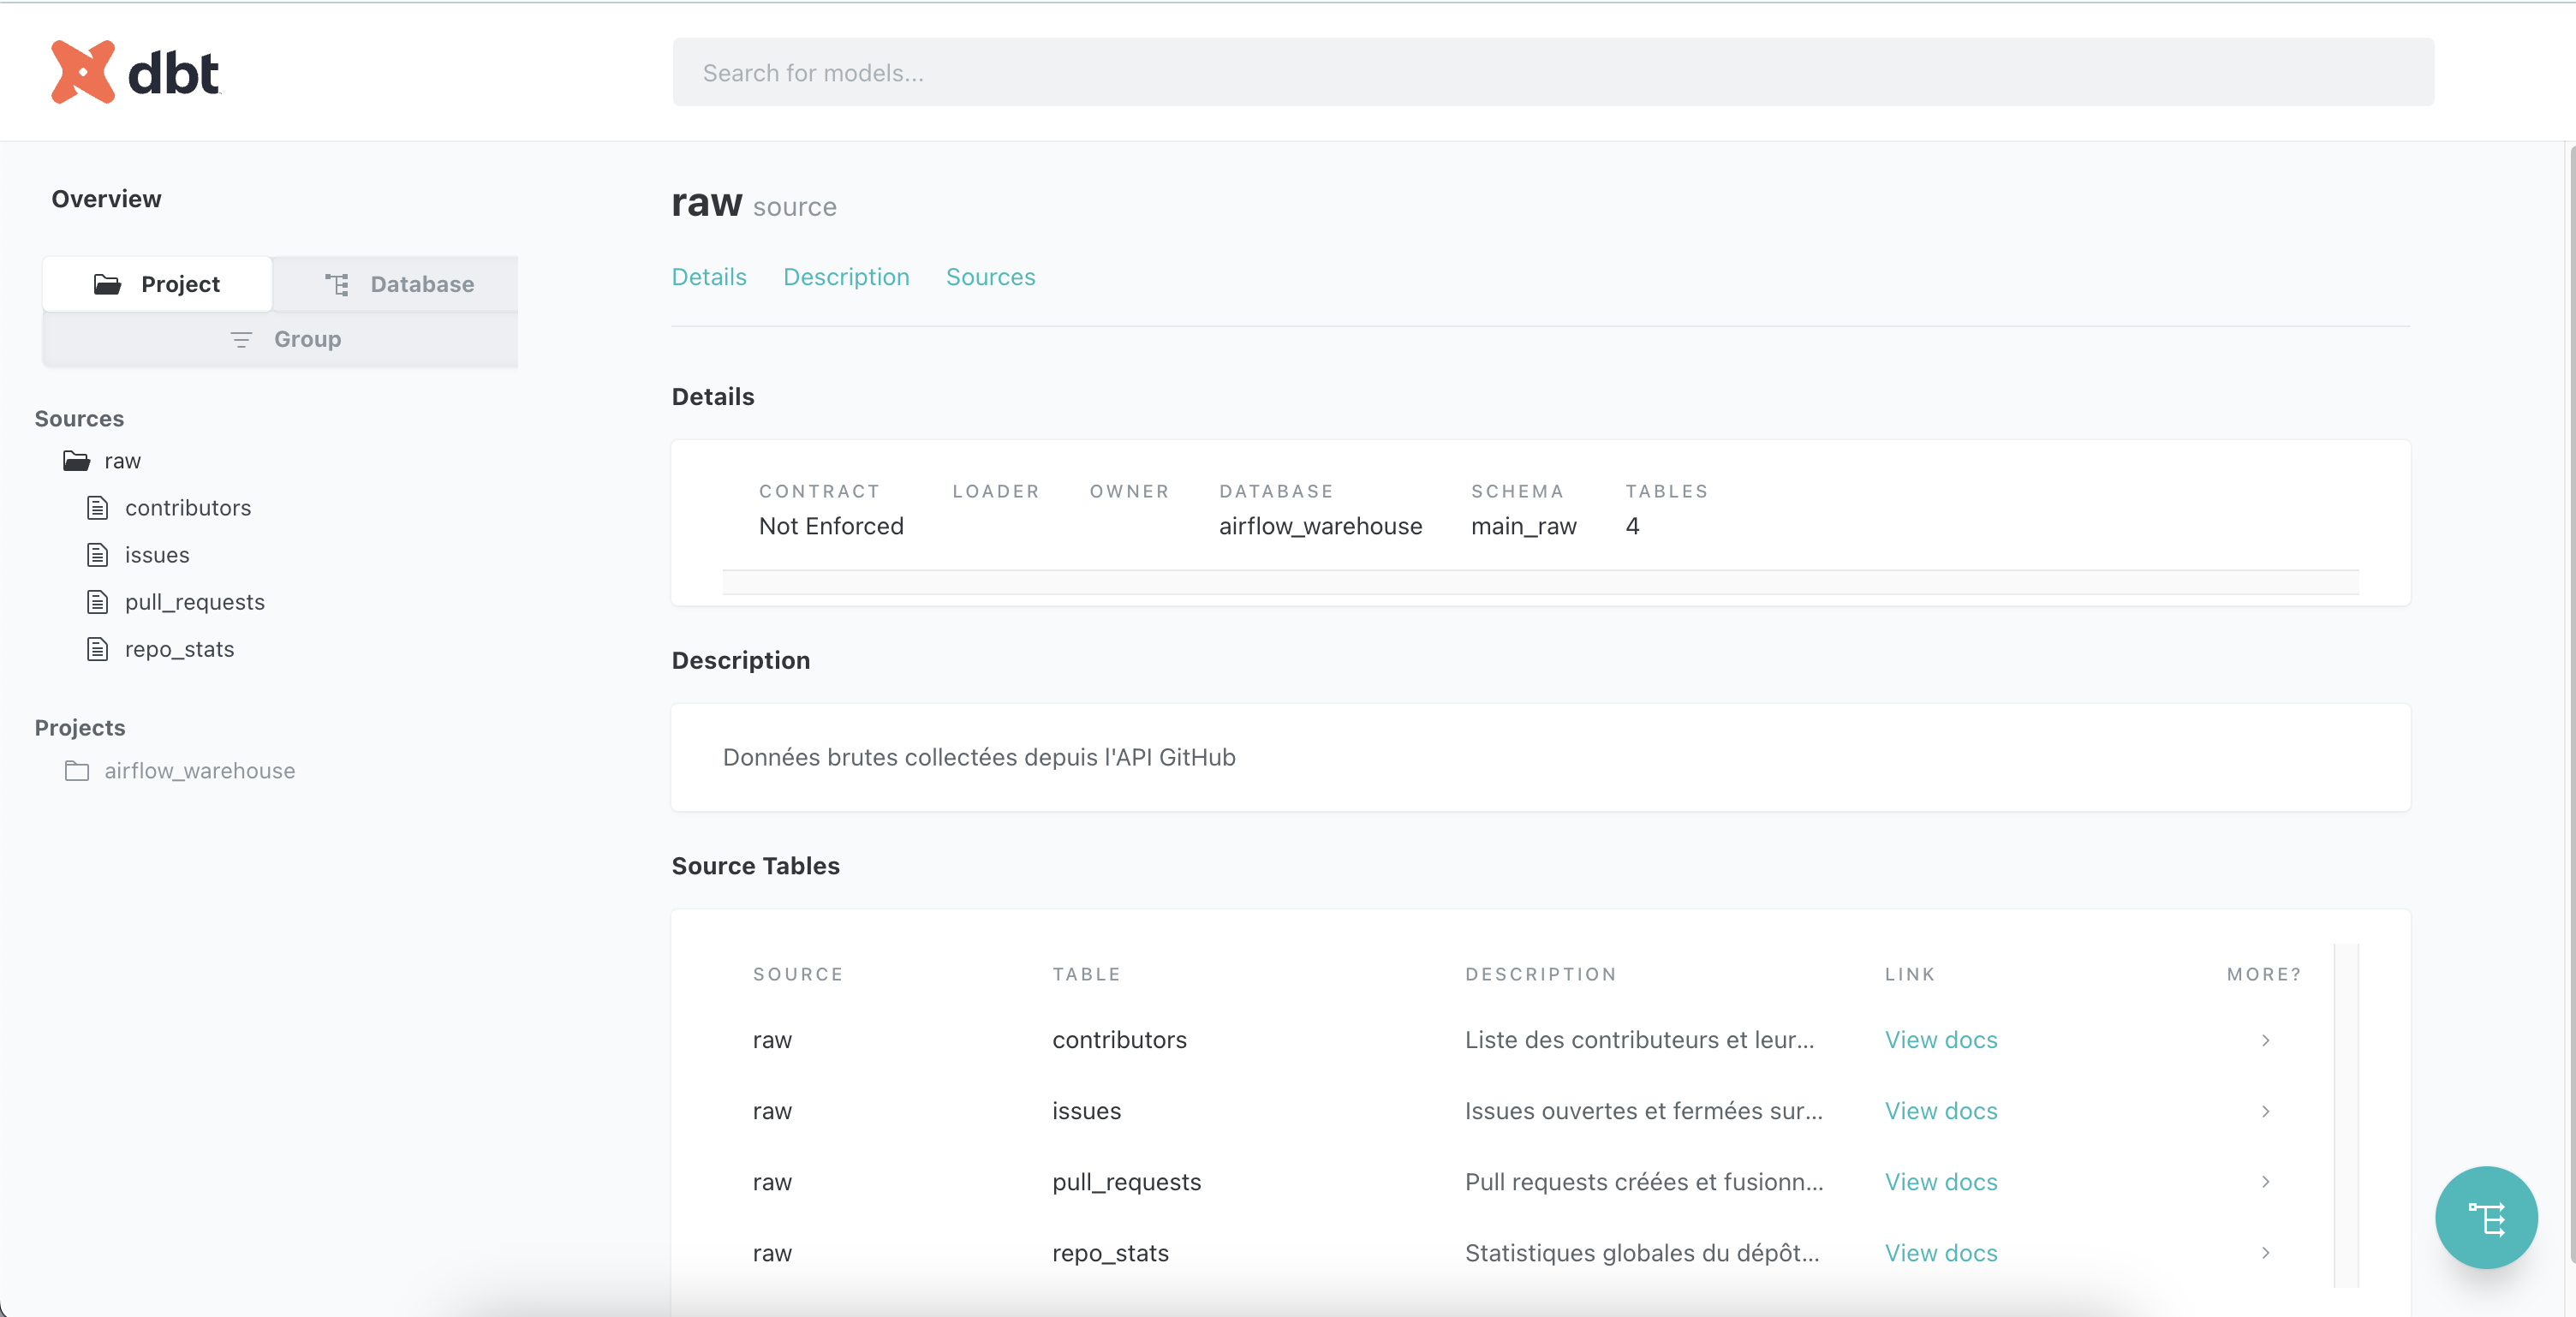 dbt
Search for models...
Overview
Project
Database
Group
Sources
raw
contributors
issues
pull_requests
repo_stats
Projects
airflow_warehouse
raw source
Details Description Sources
Details
CONTRACT LOADER OWNER DATABASE SCHEMA TABLES
Not Enforced airflow_warehouse main_raw 4
Description
Données brutes collectées depuis l'API GitHub
Source Tables
SOURCE TABLE DESCRIPTION LINK MORE?
raw contributors Liste des contributeurs et leur... View docs
raw issues Issues ouvertes et fermées sur... View docs
raw pull_requests Pull requests créées et fusionn... View docs
raw repo_stats Statistiques globales du dépôt... View docs